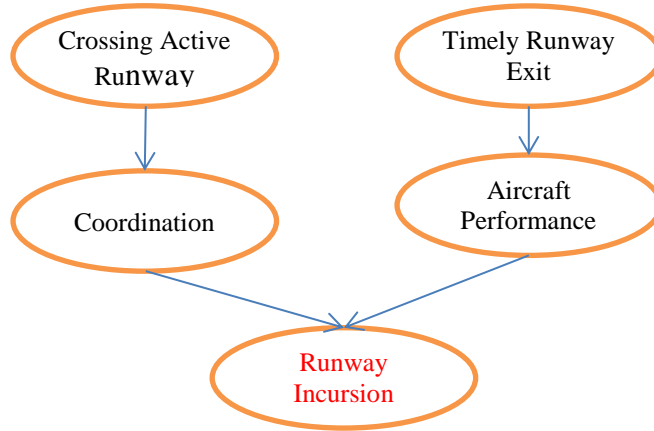 Crossing Active
Runway
Timely Runway
Exit
Coordination
Aircraft
Performance
Runway
Incursion